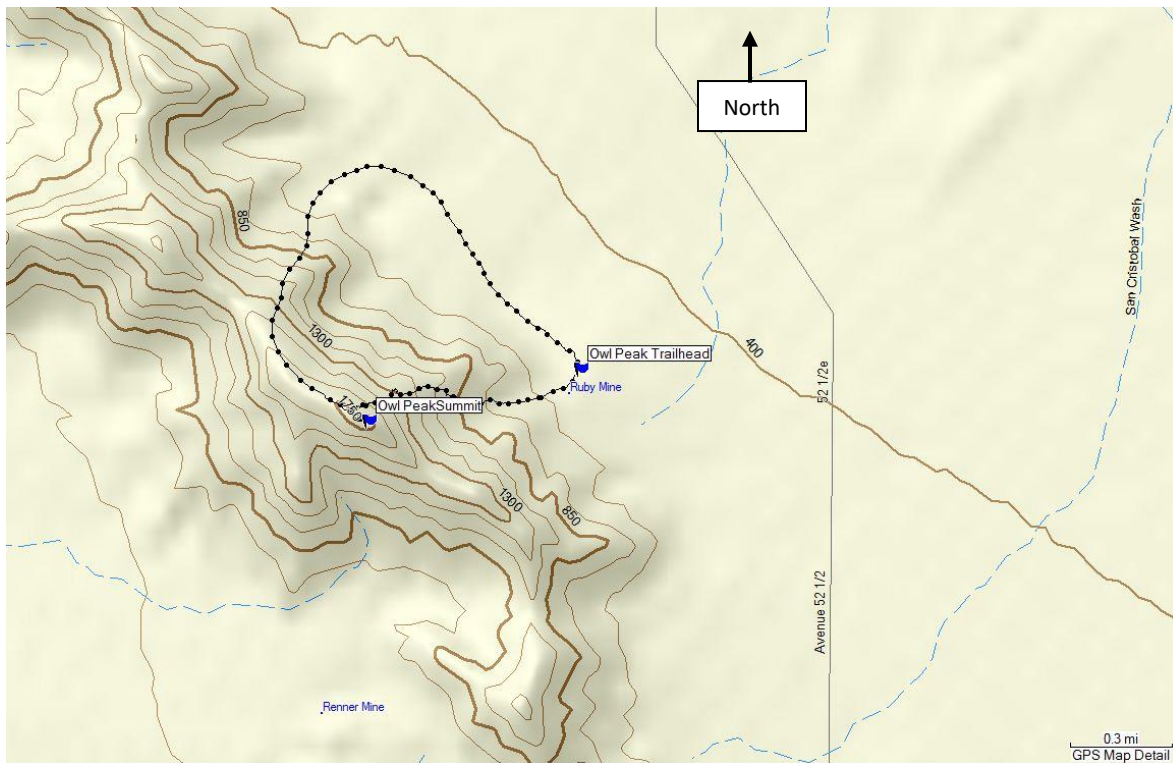 North
850
San Cristobal Wash
1300
400
Owl Peak Trailhead
Ruby Mine
52 1/2e
1750
Owl PeakSummit
1300
850
Avenue 52 1/2
Renner Mine
0.3 mi
GPS Map Detail